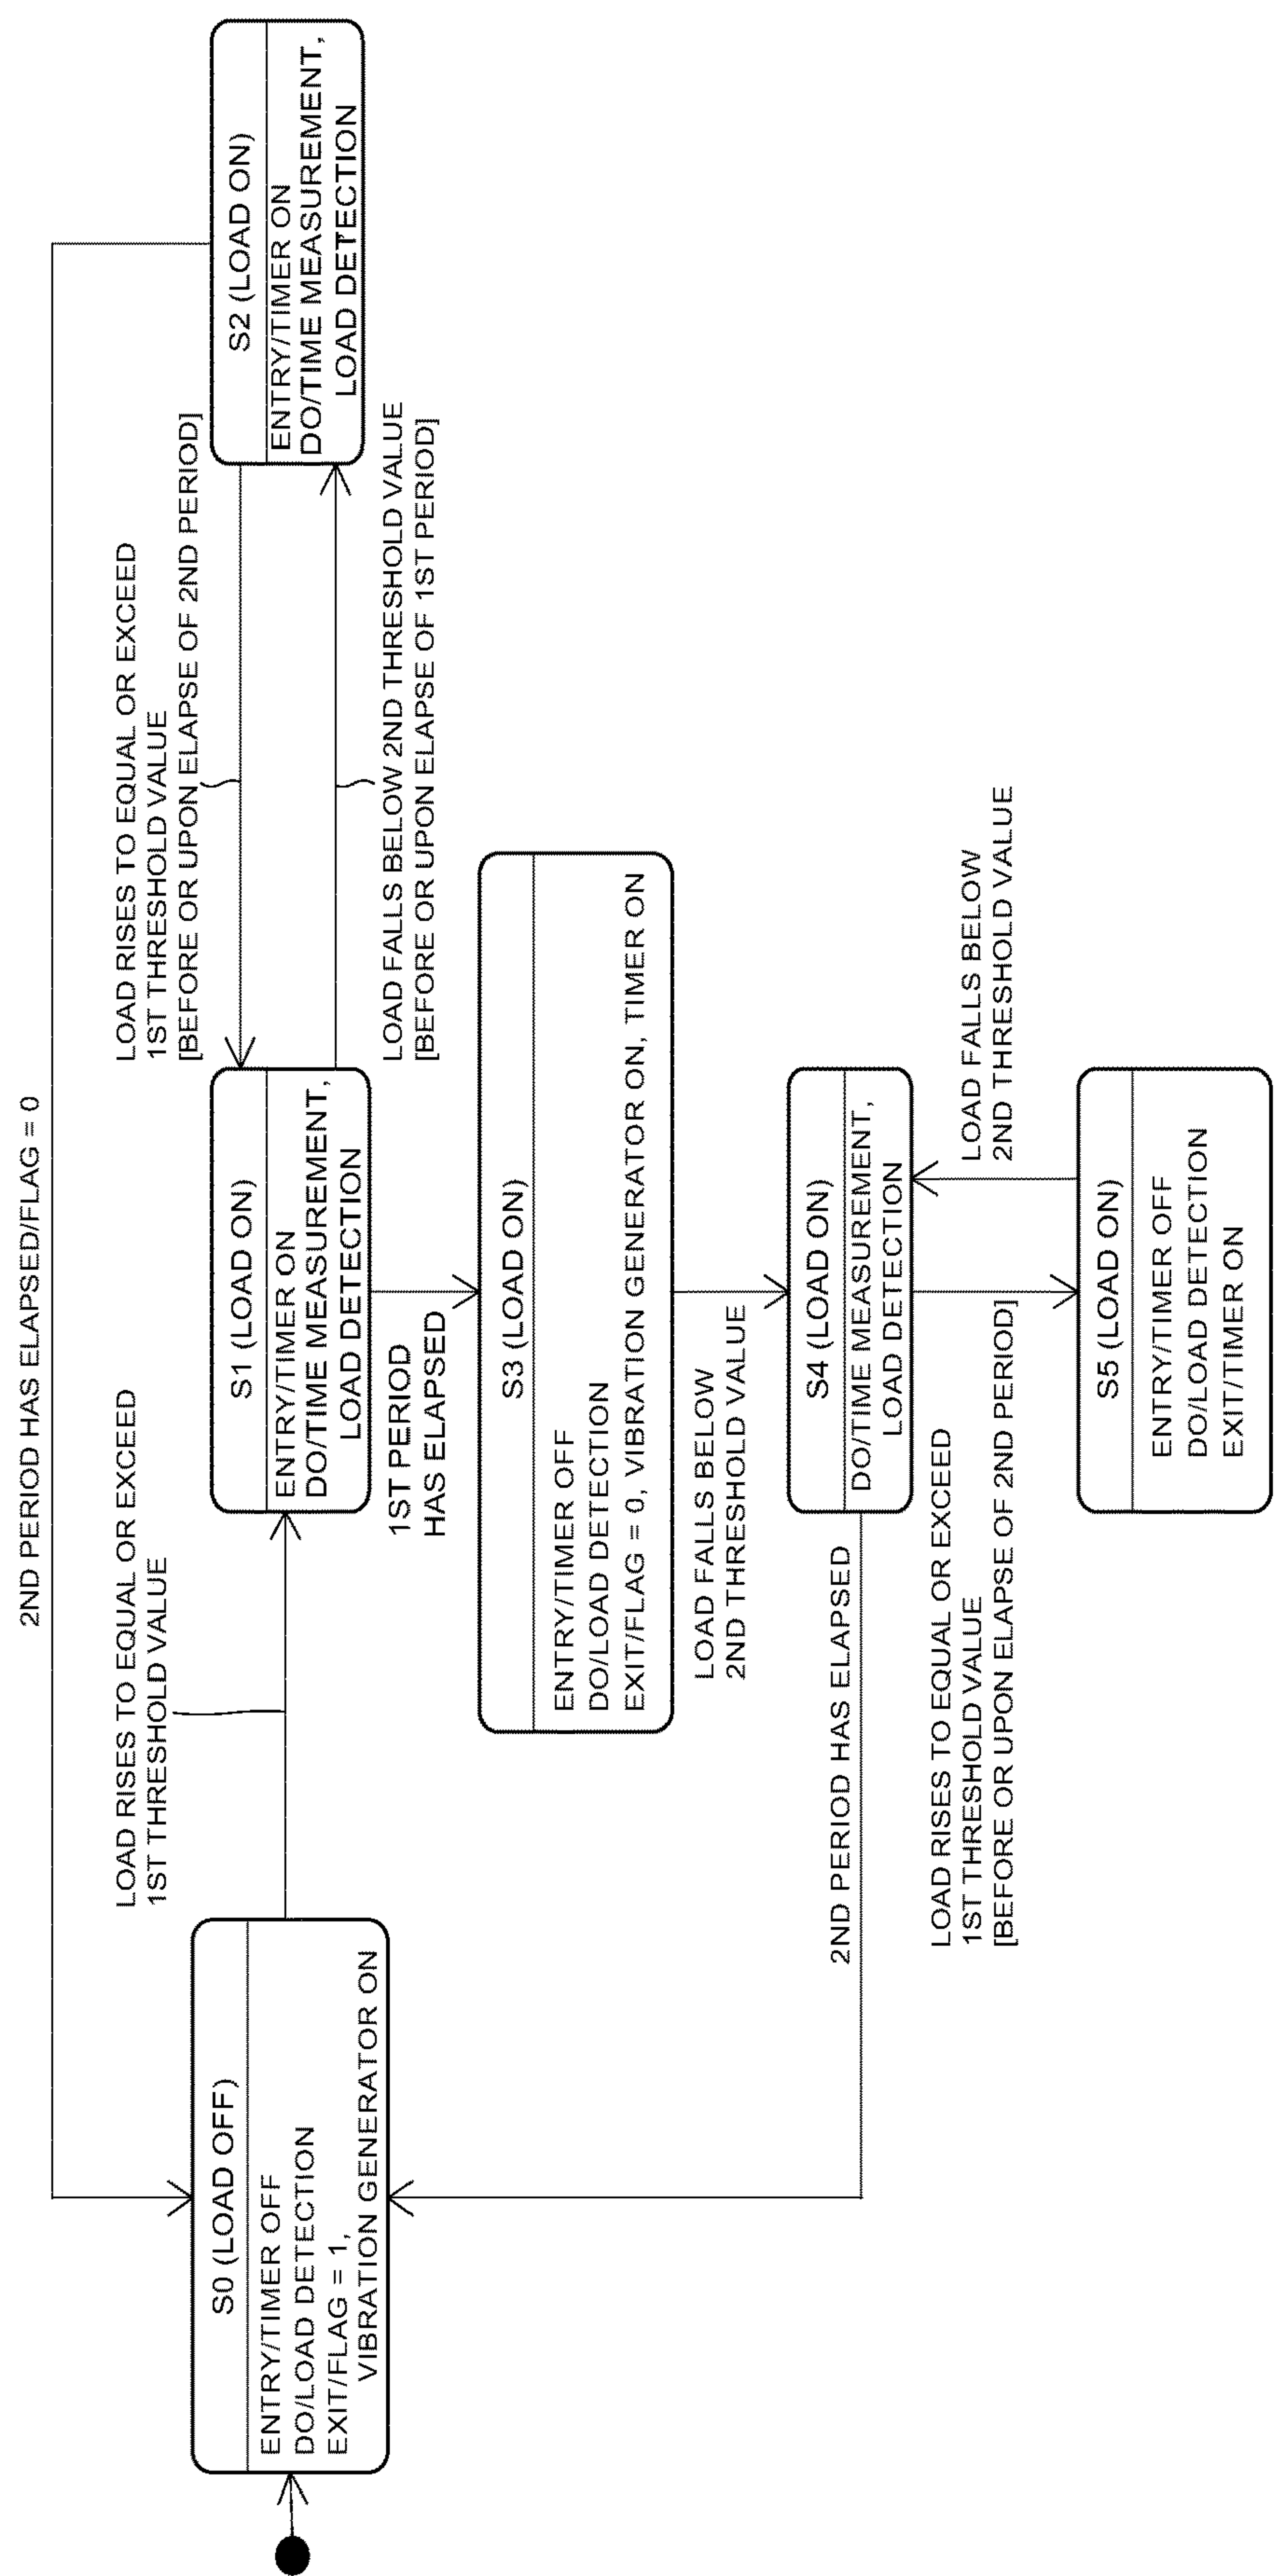 2ND PERIOD HAS ELAPSED/FLAG = 0
S0 (LOAD OFF)
ENTRY/TIMER OFF
DO/LOAD DETECTION
EXIT/FLAG = 1,
VIBRATION GENERATOR ON
LOAD RISES TO EQUAL OR EXCEED
1ST THRESHOLD VALUE
S1 (LOAD ON)
ENTRY/TIMER ON
DO/TIME MEASUREMENT,
LOAD DETECTION
LOAD RISES TO EQUAL OR EXCEED
1ST THRESHOLD VALUE
[BEFORE OR UPON ELAPSE OF 2ND PERIOD]
LOAD FALLS BELOW 2ND THRESHOLD VALUE
[BEFORE OR UPON ELAPSE OF 1ST PERIOD]
S2 (LOAD ON)
ENTRY/TIMER ON
DO/TIME MEASUREMENT,
LOAD DETECTION
1ST PERIOD
HAS ELAPSED
S3 (LOAD ON)
ENTRY/TIMER OFF
DO/LOAD DETECTION
EXIT/FLAG = 0, VIBRATION GENERATOR ON, TIMER ON
LOAD FALLS BELOW
2ND THRESHOLD VALUE
2ND PERIOD HAS ELAPSED
S4 (LOAD ON)
DO/TIME MEASUREMENT,
LOAD DETECTION
LOAD RISES TO EQUAL OR EXCEED
1ST THRESHOLD VALUE
[BEFORE OR UPON ELAPSE OF 2ND PERIOD]
LOAD FALLS BELOW
2ND THRESHOLD VALUE
S5 (LOAD ON)
ENTRY/TIMER OFF
DO/LOAD DETECTION
EXIT/TIMER ON